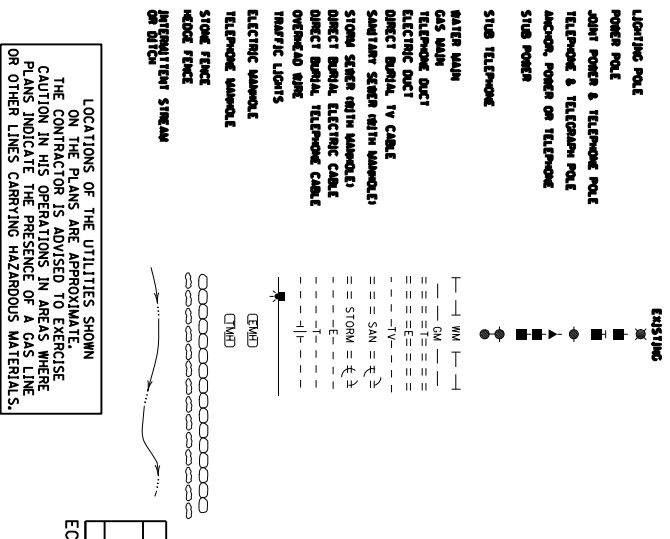 EXISTING
LIGHTING POLE
POWER POLE
JOINT POWER & TELEPHONE POLE
TELEPHONE & TELEGRAPH POLE
ANCHOR, POWER OR TELEPHONE
STUB POWER
STUB TELEPHONE
WATER MAIN WM
GAS MAIN GM
TELEPHONE DUCT T
ELECTRIC DUCT E
DIRECT BURIAL TV CABLE TV
SANITARY SEWER (WITH MANHOLE) SAN
STORM SEWER (WITH MANHOLE) STORM
DIRECT BURIAL ELECTRIC CABLE E
DIRECT BURIAL TELEPHONE CABLE T
OVERHEAD WIRE
TRAFFIC LIGHTS
ELECTRIC MANHOLE EMH
TELEPHONE MANHOLE TMH
STONE FENCE
HEDGE FENCE
INTERMITTENT STREAM
OR DITCH
LOCATIONS OF THE UTILITIES SHOWN
ON THE PLANS ARE APPROXIMATE.
THE CONTRACTOR IS ADVISED TO EXERCISE
CAUTION IN HIS OPERATIONS IN AREAS WHERE
PLANS INDICATE THE PRESENCE OF A GAS LINE
OR OTHER LINES CARRYING HAZARDOUS MATERIALS.
EC